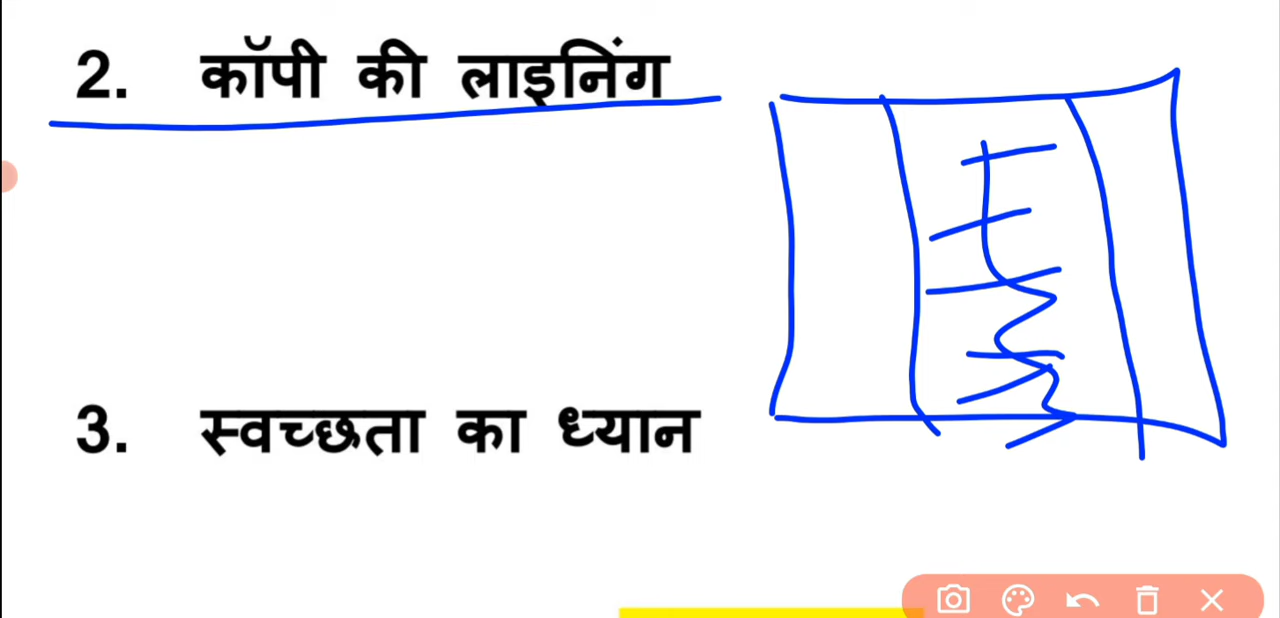 2. कॉपी की लाइनिंग
3. स्वच्छता का ध्यान